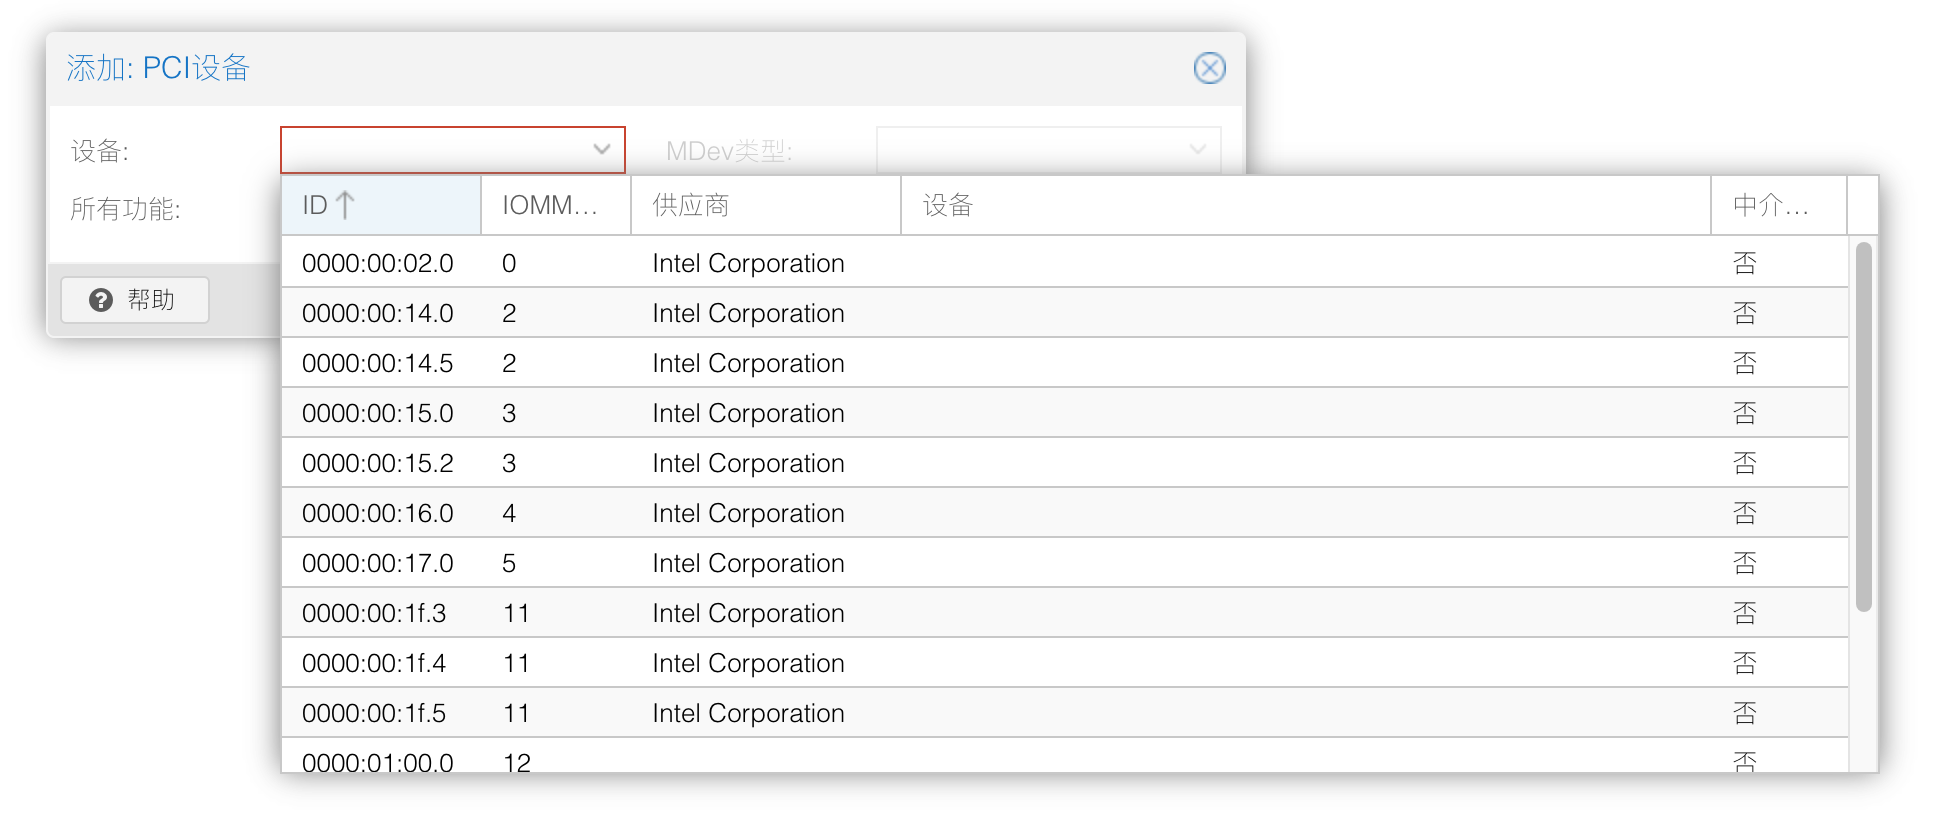 添加: PCI设备
设备:
MDev类型:
所有功能:
ID IOMM... 供应商 设备 中介...
0000:00:02.0 0 Intel Corporation 否
0000:00:14.0 2 Intel Corporation 否
0000:00:14.5 2 Intel Corporation 否
0000:00:15.0 3 Intel Corporation 否
0000:00:15.2 3 Intel Corporation 否
0000:00:16.0 4 Intel Corporation 否
0000:00:17.0 5 Intel Corporation 否
0000:00:1f.3 11 Intel Corporation 否
0000:00:1f.4 11 Intel Corporation 否
0000:00:1f.5 11 Intel Corporation 否
0000:01:00.0 12 否
帮助